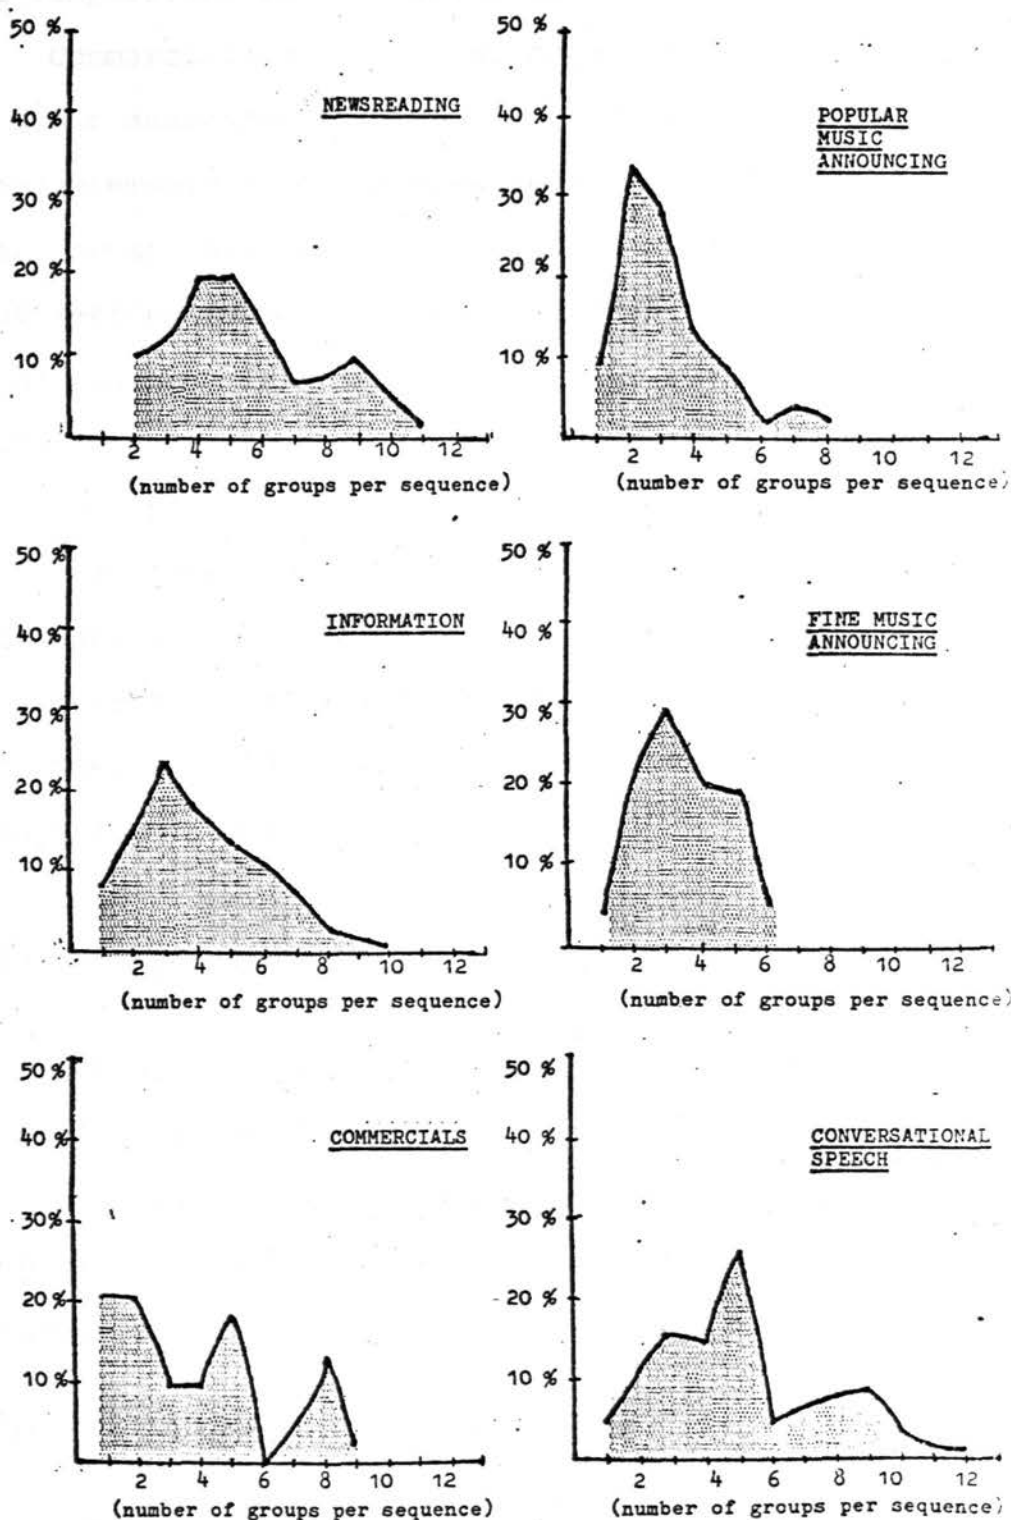 NEWSREADING
50 %
40 %
30 %
20 %
10 %
2 4 6 8 10 12
(number of groups per sequence)
POPULAR
MUSIC
ANNOUNCING
50 %
40 %
30 %
20 %
10 %
2 4 6 8 10 12
(number of groups per sequence)
INFORMATION
50 %
40 %
30 %
20 %
10 %
2 4 6 8 10 12
(number of groups per sequence)
FINE MUSIC
ANNOUNCING
50 %
40 %
30 %
20 %
10 %
2 4 6 8 10 12
(number of groups per sequence)
COMMERCIALS
50 %
40 %
30 %
20 %
10 %
2 4 6 8 10 12
(number of groups per sequence)
CONVERSATIONAL
SPEECH
50 %
40 %
30 %
20 %
10 %
2 4 6 8 10 12
(number of groups per sequence)